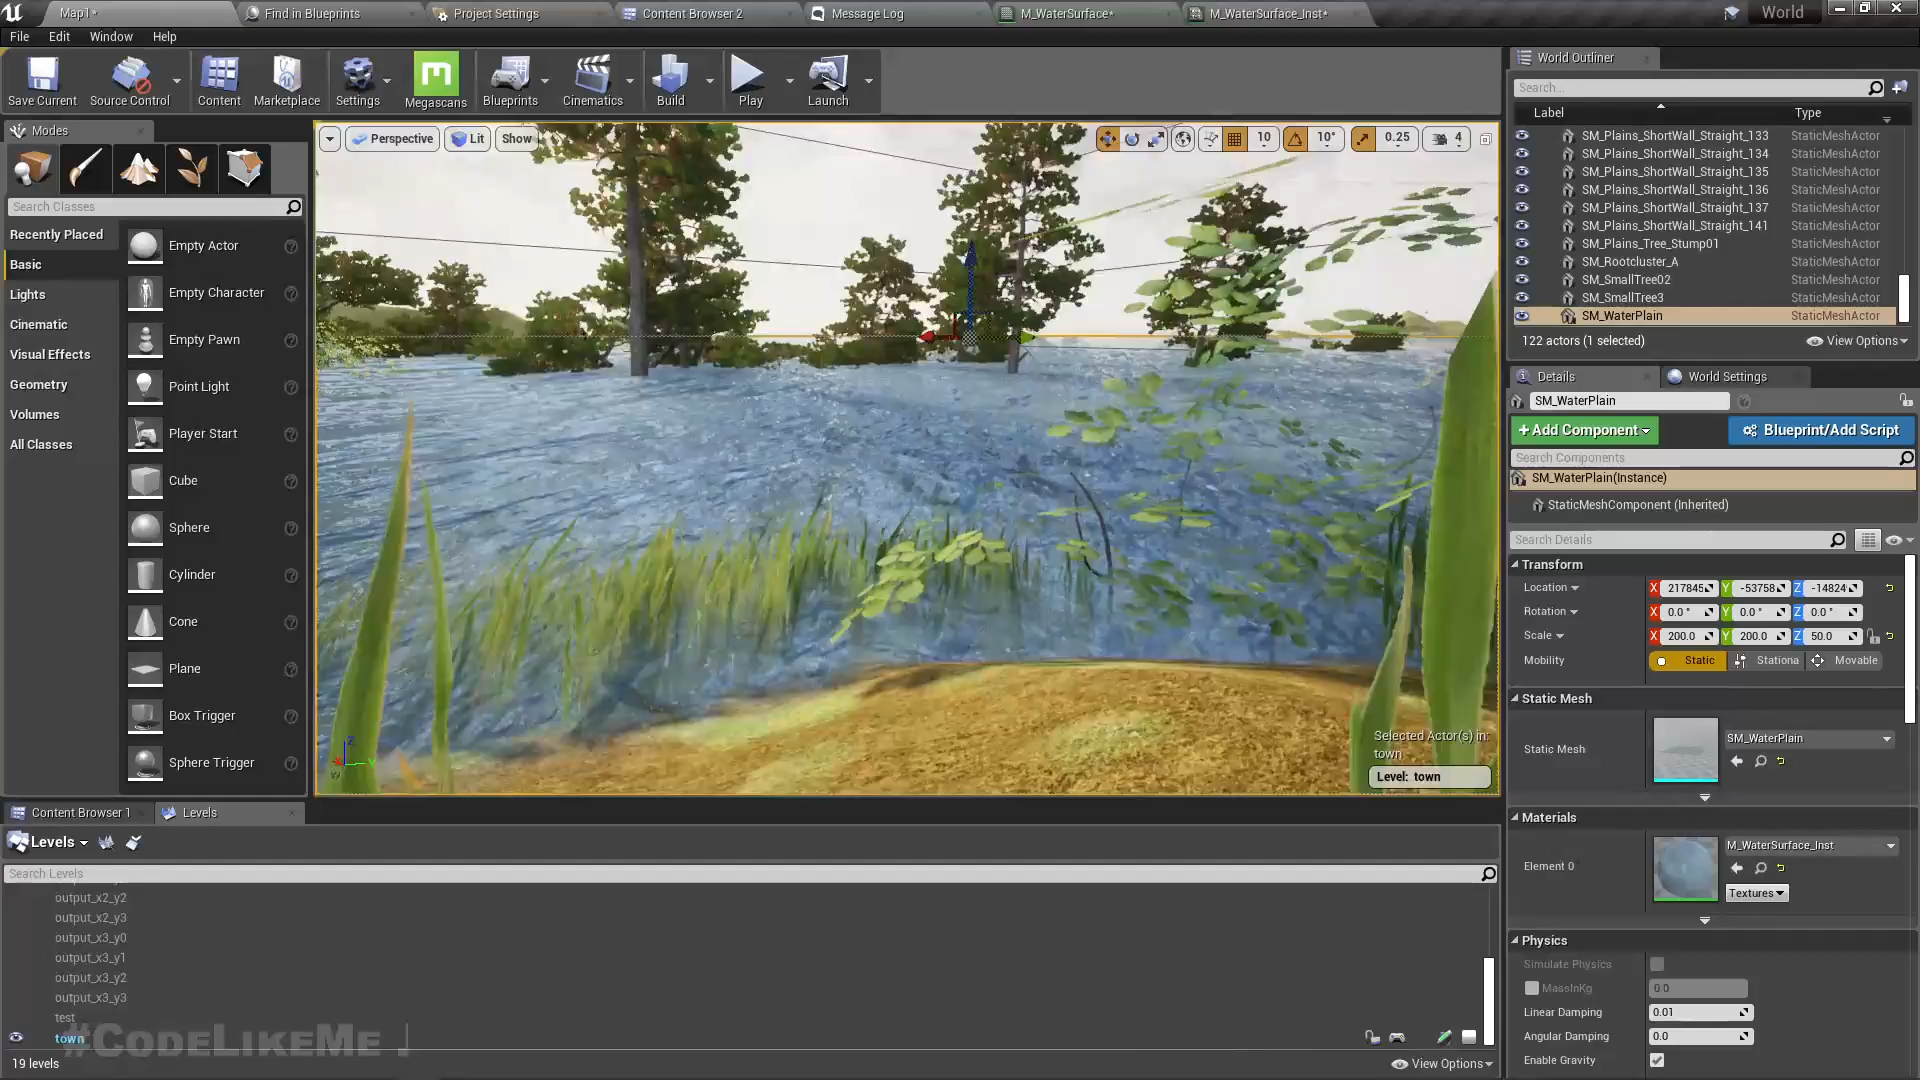 Map1*
Find in Blueprints
Project Settings
Content Browser 2
Message Log
M_WaterSurface*
M_WaterSurface_Inst*
World
File
Edit
Window
Help
Save Current
Source Control
Content
Marketplace
Settings
Megascans
Blueprints
Cinematics
Build
Play
Launch
Modes
Search Classes
Recently Placed
Basic
Lights
Cinematic
Visual Effects
Geometry
Volumes
All Classes
Empty Actor
Empty Character
Empty Pawn
Point Light
Player Start
Cube
Sphere
Cylinder
Cone
Plane
Box Trigger
Sphere Trigger
Perspective
Lit
Show
10
10°
0.25
4
Selected Actor(s) in:
town
Level: town
World Outliner
Search...
Label
Type
SM_Plains_ShortWall_Straight_133 StaticMeshActor
SM_Plains_ShortWall_Straight_134 StaticMeshActor
SM_Plains_ShortWall_Straight_135 StaticMeshActor
SM_Plains_ShortWall_Straight_136 StaticMeshActor
SM_Plains_ShortWall_Straight_137 StaticMeshActor
SM_Plains_ShortWall_Straight_141 StaticMeshActor
SM_Plains_Tree_Stump01 StaticMeshActor
SM_Rootcluster_A StaticMeshActor
SM_SmallTree02 StaticMeshActor
SM_SmallTree3 StaticMeshActor
SM_WaterPlain StaticMeshActor
122 actors (1 selected)
View Options
Details
World Settings
SM_WaterPlain
+ Add Component
Blueprint/Add Script
Search Components
SM_WaterPlain(Instance)
StaticMeshComponent (Inherited)
Search Details
Transform
Location X 217845 Y -53758 Z -14824
Rotation X 0.0 ° Y 0.0 ° Z 0.0 °
Scale X 200.0 Y 200.0 Z 50.0
Mobility Static Stationa Movable
Static Mesh
Static Mesh
SM_WaterPlain
Materials
Element 0
M_WaterSurface_Inst
Textures
Physics
Simulate Physics
MassInKg 0.0
Linear Damping 0.01
Angular Damping 0.0
Enable Gravity
Content Browser 1
Levels
Levels
Search Levels
output_x2_y2
output_x2_y3
output_x3_y0
output_x3_y1
output_x3_y2
output_x3_y3
test
town
#CodeLikeMe
19 levels
View Options